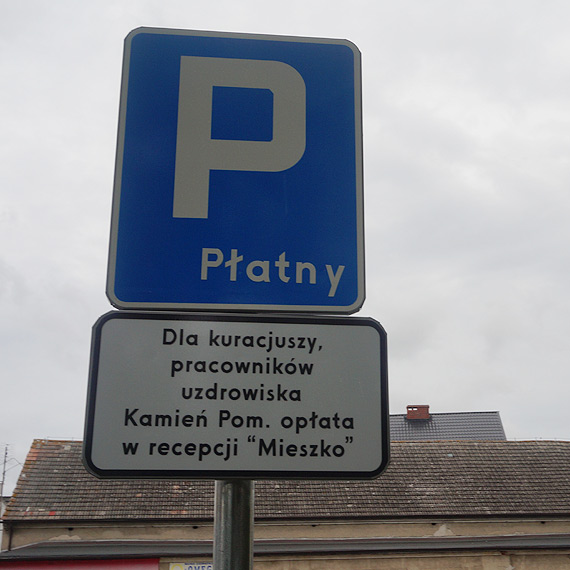 P
Płatny
Dla kuracjuszy,
pracowników
uzdrowiska
Kamień Pom. opłata
w recepcji “Mieszko”